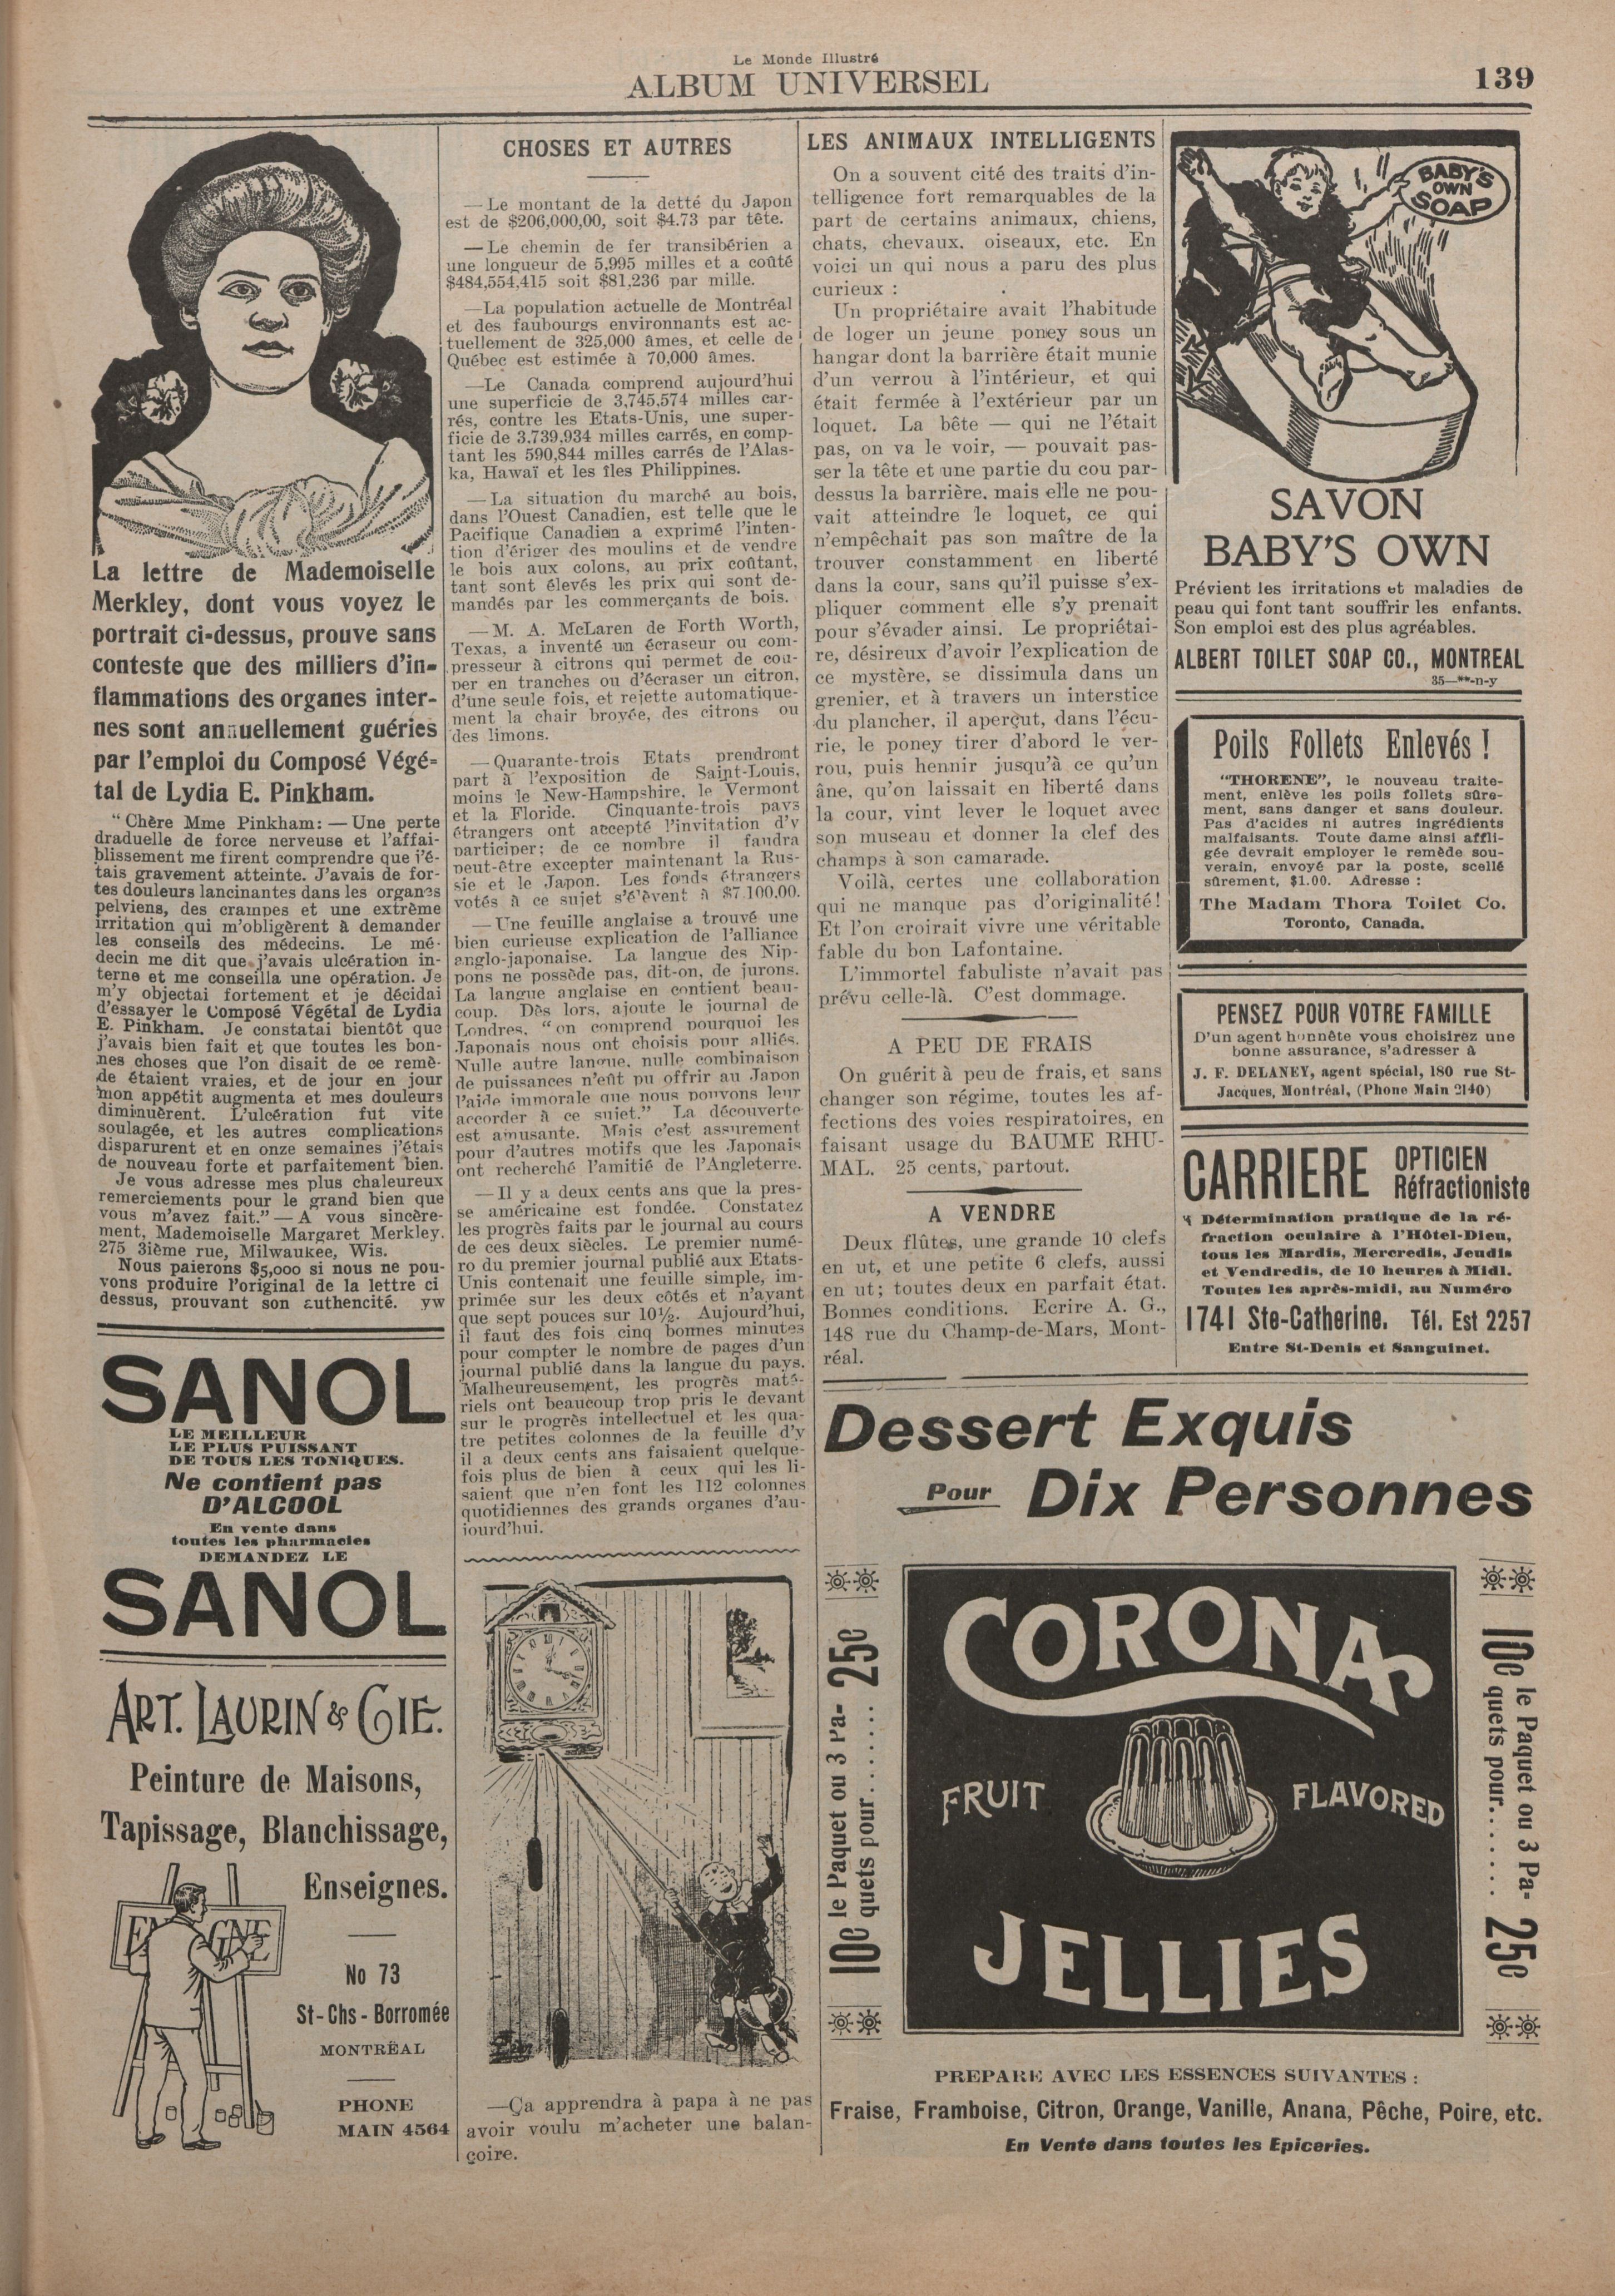 Le Monde Illustré
ALBUM UNIVERSEL
139
La lettre de Mademoiselle
Merkley, dont vous voyez le
portrait ci-dessus, prouve sans
conteste que des milliers d'in-
flammations des organes inter-
nes sont annuellement guéries
par l'emploi du Composé Végé-
tal de Lydia E. Pinkham.
"Chère Mme Pinkham: — Une perte
draduelle de force nerveuse et l'affai-
blissement me firent comprendre que j'é-
tais gravement atteinte. J'avais de for-
tes douleurs lancinantes dans les organes
pelviens, des crampes et une extrême
irritation qui m'obligèrent à demander
les conseils des médecins. Le mé-
decin me dit que j'avais ulcération in-
terne et me conseilla une opération. Je
m'y objectai fortement et je décidai
d'essayer le Composé Végétal de Lydia
E. Pinkham. Je constatai bientôt que
j'avais bien fait et que toutes les bon-
nes choses que l'on disait de ce remè-
de étaient vraies, et de jour en jour
mon appétit augmenta et mes douleurs
diminuèrent. L'ulcération fut vite
soulagée, et les autres complications
disparurent et en onze semaines j'étais
de nouveau forte et parfaitement bien.
Je vous adresse mes plus chaleureux
remerciements pour le grand bien que
vous m'avez fait." — A vous sincère-
ment, Mademoiselle Margaret Merkley,
275 3ième rue, Milwaukee, Wis.
Nous paierons $5,000 si nous ne pou-
vons produire l'original de la lettre ci
dessus, prouvant son authencité. yw
SANOL
LE MEILLEUR
LE PLUS PUISSANT
DE TOUS LES TONIQUES.
Ne contient pas
D'ALCOOL
En vente dans
toutes les pharmacies
DEMANDEZ LE
SANOL
ART. LAURIN & CIE.
Peinture de Maisons,
Tapissage, Blanchissage,
Enseignes.
EN GNE
No 73
St-Chs-Borromée
MONTRÉAL
PHONE
MAIN 4564
CHOSES ET AUTRES
—Le montant de la detté du Japon
est de $206,000,00, soit $4.73 par tête.
—Le chemin de fer transibérien a
une longueur de 5,995 milles et a coûté
$484,554,415 soit $81,236 par mille.
—La population actuelle de Montréal
et des faubourgs environnants est ac-
tuellement de 325,000 âmes, et celle de
Québec est estimée à 70,000 âmes.
—Le Canada comprend aujourd'hui
une superficie de 3,745,574 milles car-
rés, contre les Etats-Unis, une super-
ficie de 3.739,934 milles carrés, en comp-
tant les 590,844 milles carrés de l'Alas-
ka, Hawaï et les îles Philippines.
—La situation du marché au bois,
dans l'Ouest Canadien, est telle que le
Pacifique Canadien a exprimé l'inten-
tion d'ériger des moulins et de vendre
le bois aux colons, au prix coûtant,
tant sont élevés les prix qui sont de-
mandés par les commerçants de bois.
—M. A. McLaren de Forth Worth,
Texas, a inventé un écraseur ou com-
presseur à citrons qui permet de cou-
per en tranches ou d'écraser un citron,
d'une seule fois, et rejette automatique-
ment la chair broyée, des citrons ou
des limons.
—Quarante-trois Etats prendront
part à l'exposition de Saint-Louis,
moins le New-Hampshire, le Vermont
et la Floride. Cinquante-trois pays
étrangers ont accepté l'invitation d'y
participer; de ce nombre il faudra
peut-être excepter maintenant la Rus-
sie et le Japon. Les fonds étrangers
votés à ce sujet s'é'èvent à $7.100.00.
—Une feuille anglaise a trouvé une
bien curieuse explication de l'alliance
anglo-japonaise. La langue des Nip-
pons ne possède pas, dit-on, de jurons.
La langue anglaise en contient beau-
coup. Dès lors, ajoute le journal de
Londres, "on comprend pourquoi les
Japonais nous ont choisis pour alliés.
Nulle autre langue, nulle combinaison
de puissances n'eût pu offrir au Japon
l'aide immorale que nous pouvons leur
accorder à ce sujet." La découverte
est amusante. Mais c'est assurement
pour d'autres motifs que les Japonais
ont recherché l'amitié de l'Angleterre.
—Il y a deux cents ans que la pres-
se américaine est fondée. Constatez
les progrès faits par le journal au cours
de ces deux siècles. Le premier numé-
ro du premier journal publié aux Etats-
Unis contenait une feuille simple, im-
primée sur les deux côtés et n'ayant
que sept pouces sur 10½. Aujourd'hui,
il faut des fois cinq bonnes minutes
pour compter le nombre de pages d'un
journal publié dans la langue du pays.
Malheureusement, les progrès maté-
riels ont beaucoup trop pris le devant
sur le progrès intellectuel et les qua-
tre petites colonnes de la feuille d'y
il a deux cents ans faisaient quelque-
fois plus de bien à ceux qui les li-
saient que n'en font les 112 colonnes
quotidiennes des grands organes d'au-
jourd'hui.
—Ça apprendra à papa à ne pas
avoir voulu m'acheter une balan-
çoire.
LES ANIMAUX INTELLIGENTS
On a souvent cité des traits d'in-
telligence fort remarquables de la
part de certains animaux, chiens,
chats, chevaux, oiseaux, etc. En
voici un qui nous a paru des plus
curieux :
Un propriétaire avait l'habitude
de loger un jeune poney sous un
hangar dont la barrière était munie
d'un verrou à l'intérieur, et qui
était fermée à l'extérieur par un
loquet. La bête — qui ne l'était
pas, on va le voir, — pouvait pas-
ser la tête et une partie du cou par-
dessus la barrière. mais elle ne pou-
vait atteindre le loquet, ce qui
n'empêchait pas son maître de la
trouver constamment en liberté
dans la cour, sans qu'il puisse s'ex-
pliquer comment elle s'y prenait
pour s'évader ainsi. Le propriétai-
re, désireux d'avoir l'explication de
ce mystère, se dissimula dans un
grenier, et à travers un interstice
du plancher, il aperçut, dans l'écu-
rie, le poney tirer d'abord le ver-
rou, puis hennir jusqu'à ce qu'un
âne, qu'on laissait en liberté dans
la cour, vint lever le loquet avec
son museau et donner la clef des
champs à son camarade.
Voilà, certes une collaboration
qui ne manque pas d'originalité!
Et l'on croirait vivre une véritable
fable du bon Lafontaine.
L'immortel fabuliste n'avait pas
prévu celle-là. C'est dommage.
A PEU DE FRAIS
On guérit à peu de frais, et sans
changer son régime, toutes les af-
fections des voies respiratoires, en
faisant usage du BAUME RHU-
MAL. 25 cents, partout.
A VENDRE
Deux flûtes, une grande 10 clefs
en ut, et une petite 6 clefs, aussi
en ut; toutes deux en parfait état.
Bonnes conditions. Ecrire A. G.,
148 rue du Champ-de-Mars, Mont-
réal.
BABY'S
OWN
SOAP
SAVON
BABY'S OWN
Prévient les irritations et maladies de
peau qui font tant souffrir les enfants.
Son emploi est des plus agréables.
ALBERT TOILET SOAP CO., MONTREAL
35—**-n-y
Poils Follets Enlevés !
"THORENE", le nouveau traite-
ment, enlève les poils follets sûre-
ment, sans danger et sans douleur.
Pas d'acides ni autres ingrédients
malfaisants. Toute dame ainsi affli-
gée devrait employer le remède sou-
verain, envoyé par la poste, scellé
sûrement, $1.00. Adresse :
The Madam Thora Toilet Co.
Toronto, Canada.
PENSEZ POUR VOTRE FAMILLE
D'un agent honnête vous choisirez une
bonne assurance, s'adresser à
J. F. DELANEY, agent spécial, 180 rue St-
Jacques, Montréal, (Phone Main 2140)
CARRIERE OPTICIEN
Réfractioniste
Détermination pratique de la ré-
fraction oculaire à l'Hôtel-Dieu,
tous les Mardis, Mercredis, Jeudis
et Vendredis, de 10 heures à Midi.
Toutes les après-midi, au Numéro
1741 Ste-Catherine. Tél. Est 2257
Entre St-Denis et Sanguinet.
Dessert Exquis
Pour Dix Personnes
10c le Paquet ou 3 Pa-
quets pour....... 25c
CORONA
FRUIT FLAVORED
JELLIES
10c le Paquet ou 3 Pa-
quets pour...... 25c
PREPARE AVEC LES ESSENCES SUIVANTES :
Fraise, Framboise, Citron, Orange, Vanille, Anana, Pêche, Poire, etc.
En Vente dans toutes les Epiceries.